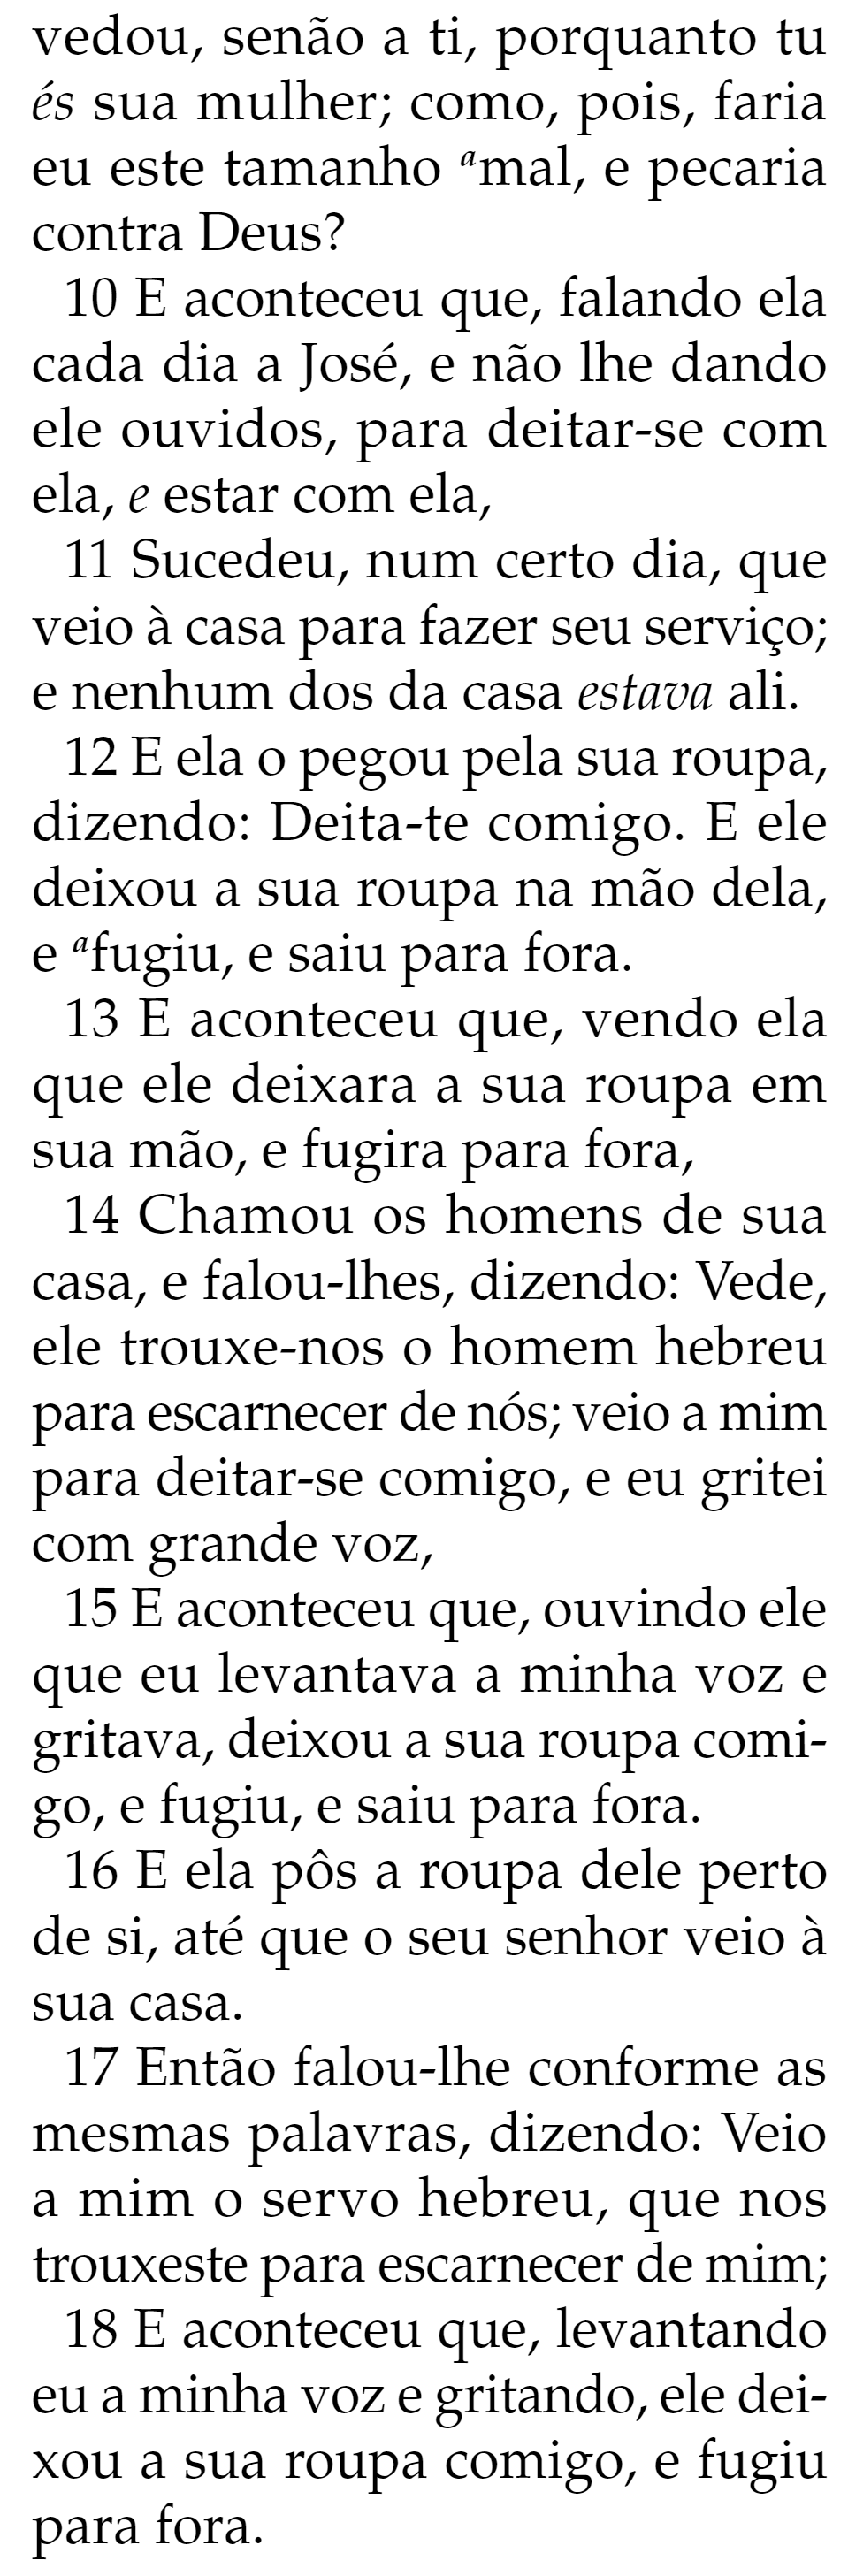 vedou, senão a ti, porquanto tu
és sua mulher; como, pois, faria
eu este tamanho ᵃmal, e pecaria
contra Deus?
10 E aconteceu que, falando ela
cada dia a José, e não lhe dando
ele ouvidos, para deitar-se com
ela, e estar com ela,
11 Sucedeu, num certo dia, que
veio à casa para fazer seu serviço;
e nenhum dos da casa estava ali.
12 E ela o pegou pela sua roupa,
dizendo: Deita-te comigo. E ele
deixou a sua roupa na mão dela,
e ᵃfugiu, e saiu para fora.
13 E aconteceu que, vendo ela
que ele deixara a sua roupa em
sua mão, e fugira para fora,
14 Chamou os homens de sua
casa, e falou-lhes, dizendo: Vede,
ele trouxe-nos o homem hebreu
para escarnecer de nós; veio a mim
para deitar-se comigo, e eu gritei
com grande voz,
15 E aconteceu que, ouvindo ele
que eu levantava a minha voz e
gritava, deixou a sua roupa comi-
go, e fugiu, e saiu para fora.
16 E ela pôs a roupa dele perto
de si, até que o seu senhor veio à
sua casa.
17 Então falou-lhe conforme as
mesmas palavras, dizendo: Veio
a mim o servo hebreu, que nos
trouxeste para escarnecer de mim;
18 E aconteceu que, levantando
eu a minha voz e gritando, ele dei-
xou a sua roupa comigo, e fugiu
para fora.